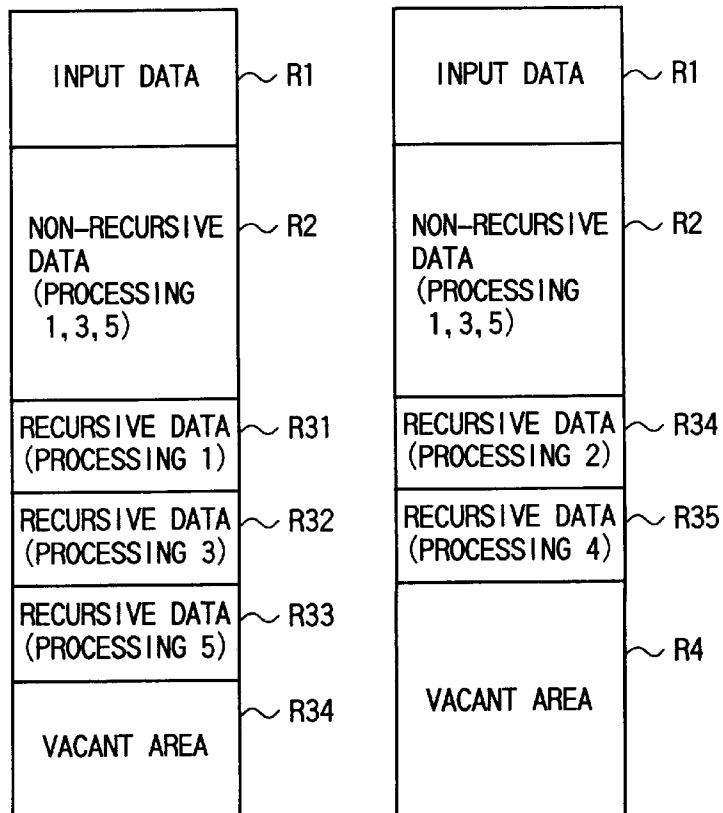 INPUT DATA
R1
NON-RECURSIVE
DATA
(PROCESSING
1,3,5)
R2
RECURSIVE DATA
(PROCESSING 1)
R31
RECURSIVE DATA
(PROCESSING 3)
R32
RECURSIVE DATA
(PROCESSING 5)
R33
VACANT AREA
R34
INPUT DATA
R1
NON-RECURSIVE
DATA
(PROCESSING
1,3,5)
R2
RECURSIVE DATA
(PROCESSING 2)
R34
RECURSIVE DATA
(PROCESSING 4)
R35
VACANT AREA
R4